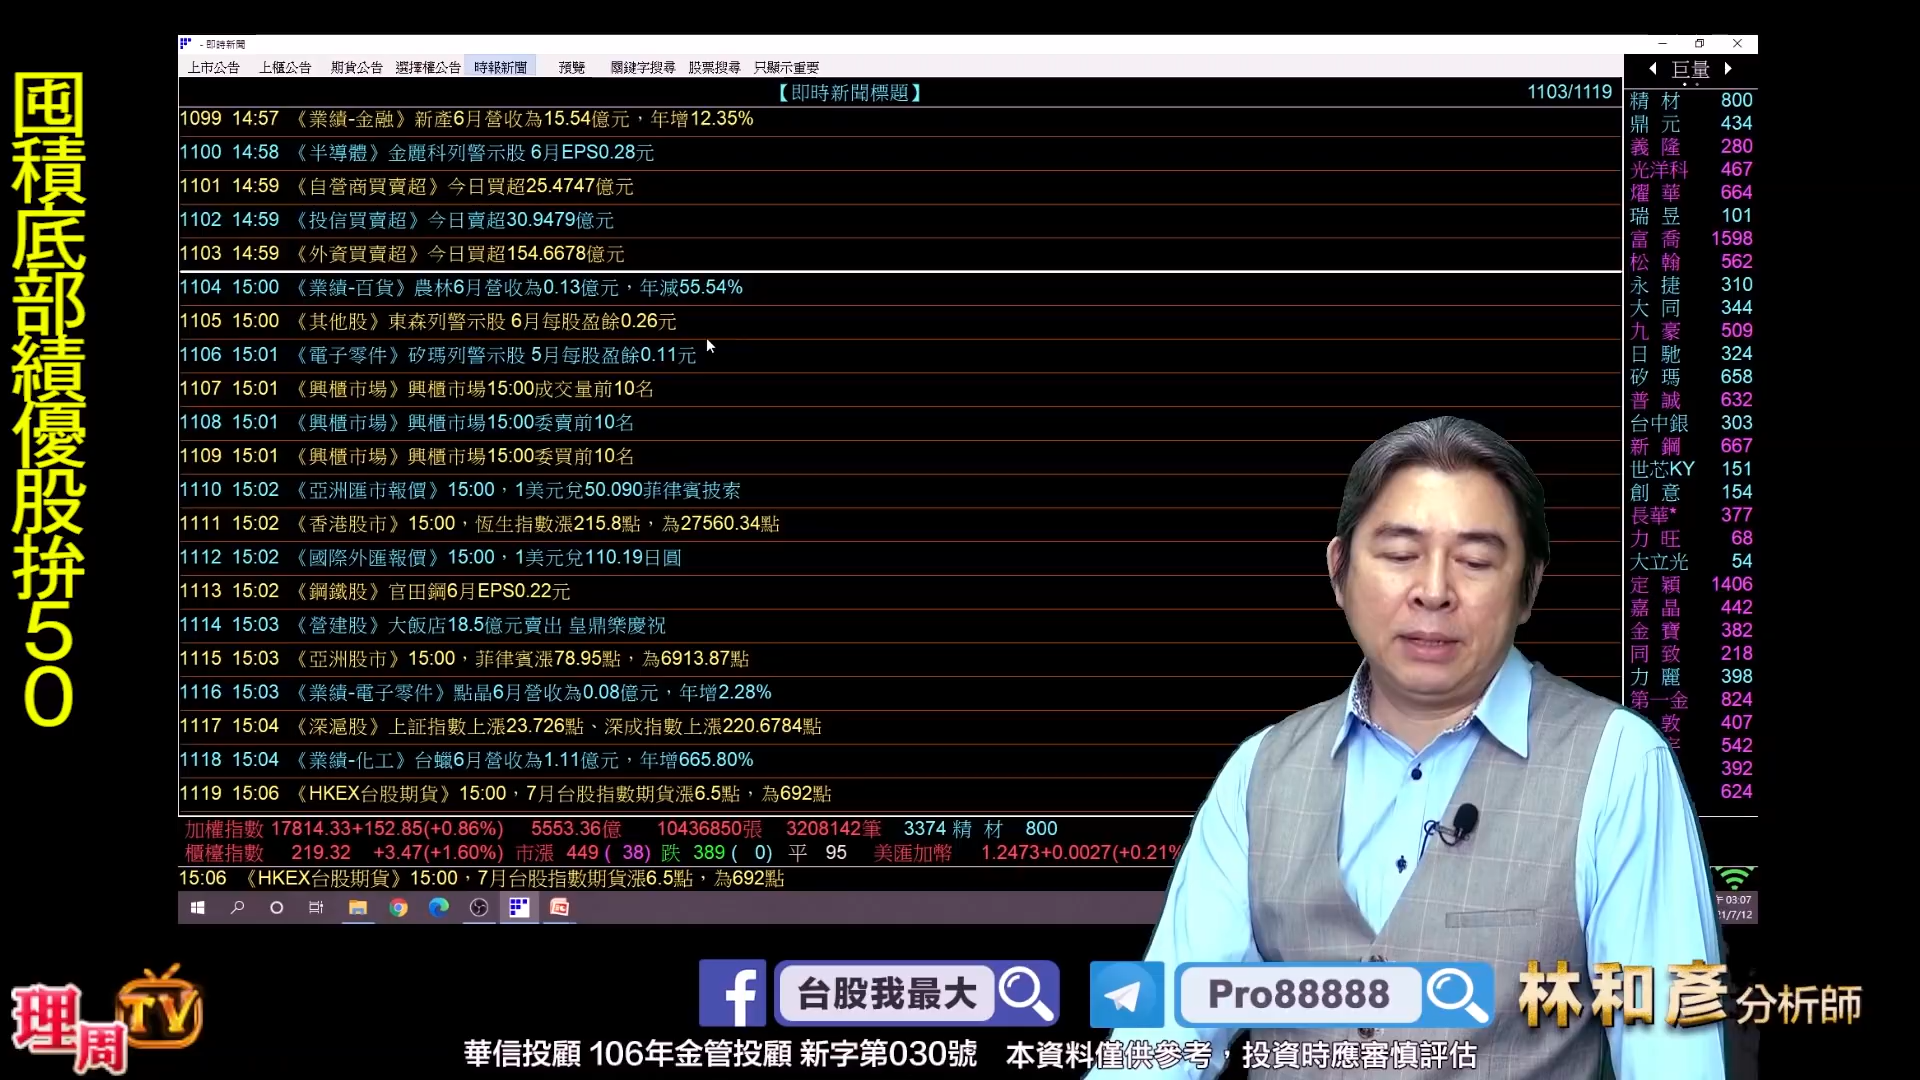 囤積底部績優股拚50
- 即時新聞
上市公告 上櫃公告 期貨公告 選擇權公告 時報新聞 預覽 關鍵字搜尋 股票搜尋 只顯示重要
【即時新聞標題】 1103/1119
1099 14:57 《業績-金融》新產6月營收為15.54億元，年增12.35%
1100 14:58 《半導體》金麗科列警示股 6月EPS0.28元
1101 14:59 《自營商買賣超》今日買超25.4747億元
1102 14:59 《投信買賣超》今日賣超30.9479億元
1103 14:59 《外資買賣超》今日買超154.6678億元
1104 15:00 《業績-百貨》農林6月營收為0.13億元，年減55.54%
1105 15:00 《其他股》東森列警示股 6月每股盈餘0.26元
1106 15:01 《電子零件》矽瑪列警示股 5月每股盈餘0.11元
1107 15:01 《興櫃市場》興櫃市場15:00成交量前10名
1108 15:01 《興櫃市場》興櫃市場15:00委賣前10名
1109 15:01 《興櫃市場》興櫃市場15:00委買前10名
1110 15:02 《亞洲匯市報價》15:00，1美元兌50.090菲律賓披索
1111 15:02 《香港股市》15:00，恆生指數漲215.8點，為27560.34點
1112 15:02 《國際外匯報價》15:00，1美元兌110.19日圓
1113 15:02 《鋼鐵股》官田鋼6月EPS0.22元
1114 15:03 《營建股》大飯店18.5億元賣出 皇鼎樂慶祝
1115 15:03 《亞洲股市》15:00，菲律賓漲78.95點，為6913.87點
1116 15:03 《業績-電子零件》點晶6月營收為0.08億元，年增2.28%
1117 15:04 《深滬股》上証指數上漲23.726點、深成指數上漲220.6784點
1118 15:04 《業績-化工》台蠟6月營收為1.11億元，年增665.80%
1119 15:06 《HKEX台股期貨》15:00，7月台股指數期貨漲6.5點，為692點
巨量
精材 800
鼎元 434
義隆 280
光洋科 467
燿華 664
瑞昱 101
富喬 1598
松翰 562
永捷 310
大同 344
九豪 509
日馳 324
矽瑪 658
普誠 632
台中銀 303
新鋼 667
世芯KY 151
創意 154
長華* 377
力旺 68
大立光 54
定穎 1406
嘉晶 442
金寶 382
同致 218
力麗 398
第一金 824
敦 407
542
392
624
加權指數 17814.33+152.85(+0.86%) 5553.36億 10436850張 3208142筆 3374 精材 800
櫃檯指數 219.32 +3.47(+1.60%) 市漲 449 ( 38) 跌 389 ( 0) 平 95 美匯加幣 1.2473+0.0027(+0.21%
15:06 《HKEX台股期貨》15:00，7月台股指數期貨漲6.5點，為692點
03:07
1/7/12
理周TV
台股我最大
Pro88888
林和彥分析師
華信投顧 106年金管投顧 新字第030號 本資料僅供參考，投資時應審慎評估